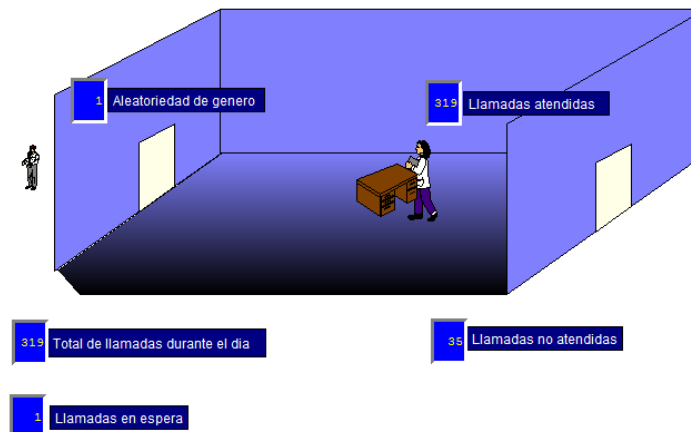 1 Aleatoriedad de genero
319 Llamadas atendidas
319 Total de llamadas durante el dia
35 Llamadas no atendidas
1 Llamadas en espera